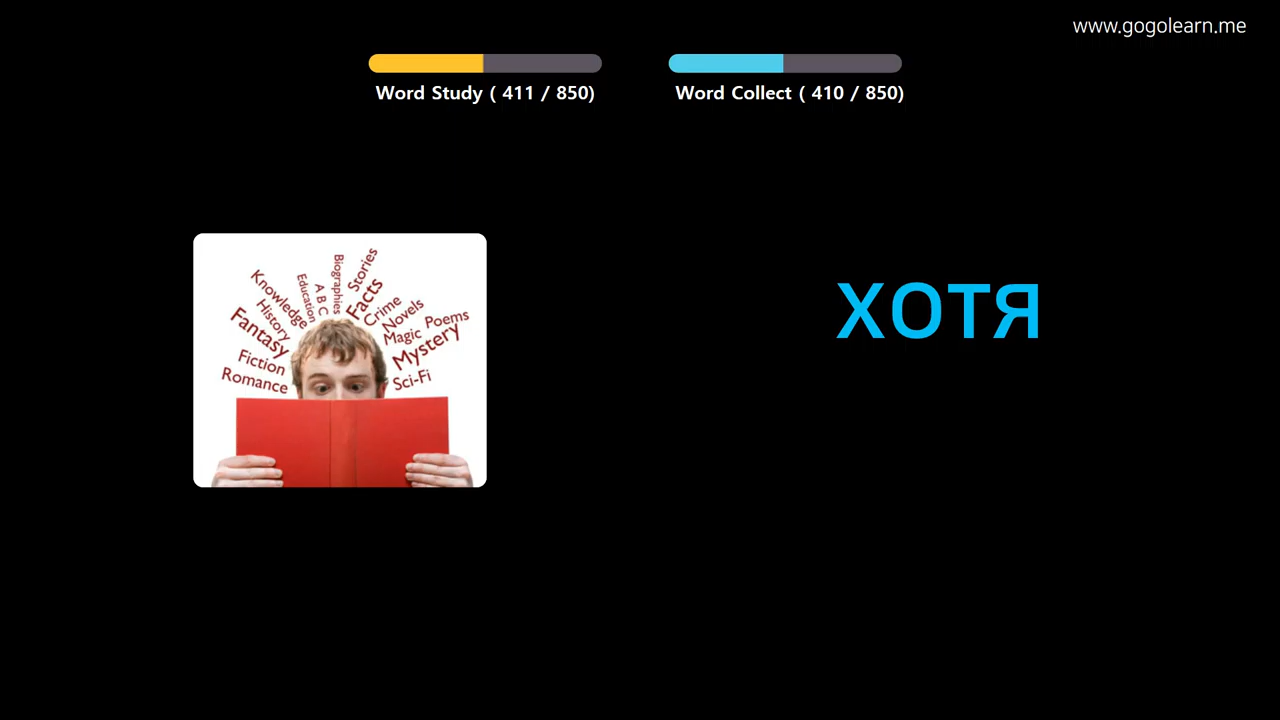 www.gogolearn.me
Word Study ( 411 / 850)
Word Collect ( 410 / 850)
Knowledge
History
Fantasy
Fiction
Romance
Education
A B C
Biographies
Stories
Facts
Crime
Novels
Magic
Poems
Mystery
Sci-Fi
ХОТЯ